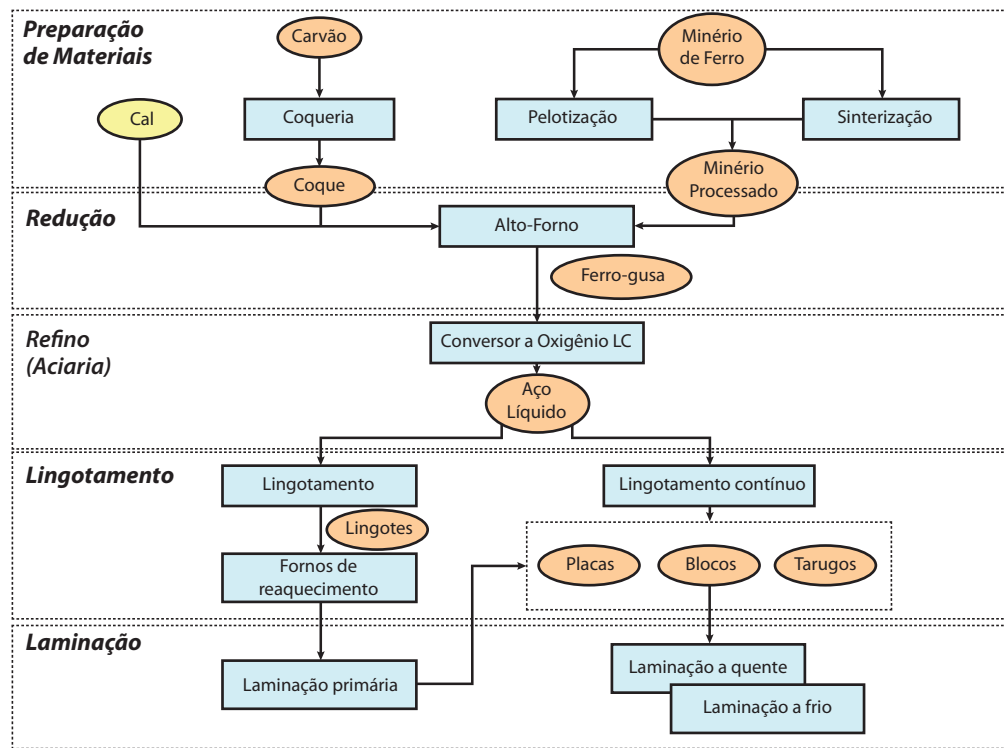 Preparação
de Materiais
Carvão
Minério
de Ferro
Cal
Coqueria
Pelotização
Sinterização
Coque
Minério
Processado
Redução
Alto-Forno
Ferro-gusa
Refino
(Aciaria)
Conversor a Oxigênio LC
Aço
Líquido
Lingotamento
Lingotamento
Lingotamento contínuo
Lingotes
Placas
Blocos
Tarugos
Fornos de
reaquecimento
Laminação
Laminação primária
Laminação a quente
Laminação a frio